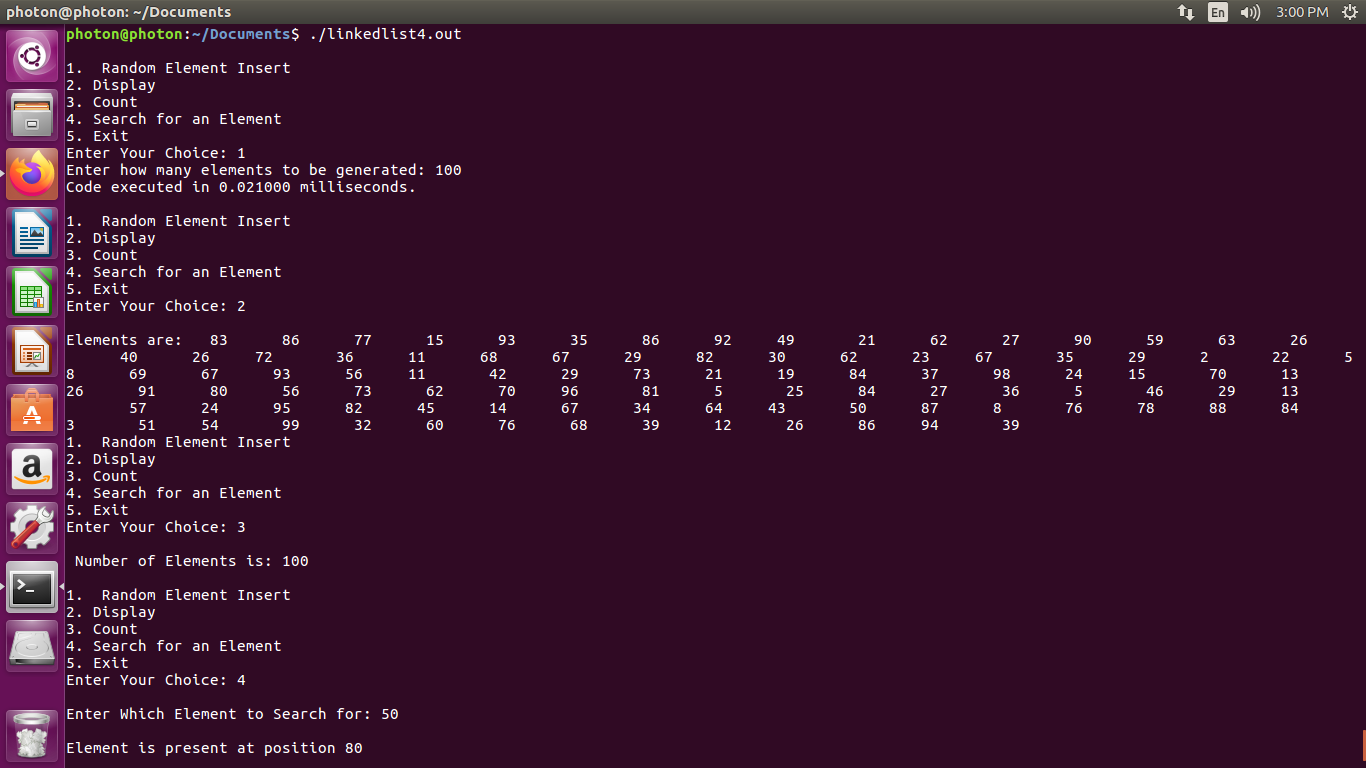 photon@photon: ~/Documents
En
3:00 PM
photon@photon:~/Documents$ ./linkedlist4.out
1.  Random Element Insert
2. Display
3. Count
4. Search for an Element
5. Exit
Enter Your Choice: 1
Enter how many elements to be generated: 100
Code executed in 0.021000 milliseconds.
1.  Random Element Insert
2. Display
3. Count
4. Search for an Element
5. Exit
Enter Your Choice: 2
Elements are:   83      86      77      15      93      35      86      92      49      21      62      27      90      59      63      26
40      26      72      36      11      68      67      29      82      30      62      23      67      35      29      2       22      5
8       69      67      93      56      11      42      29      73      21      19      84      37      98      24      15      70      13
26      91      80      56      73      62      70      96      81      5       25      84      27      36      5       46      29      13
57      24      95      82      45      14      67      34      64      43      50      87      8       76      78      88      84
3       51      54      99      32      60      76      68      39      12      26      86      94      39
1.  Random Element Insert
2. Display
3. Count
4. Search for an Element
5. Exit
Enter Your Choice: 3
Number of Elements is: 100
1.  Random Element Insert
2. Display
3. Count
4. Search for an Element
5. Exit
Enter Your Choice: 4
Enter Which Element to Search for: 50
Element is present at position 80